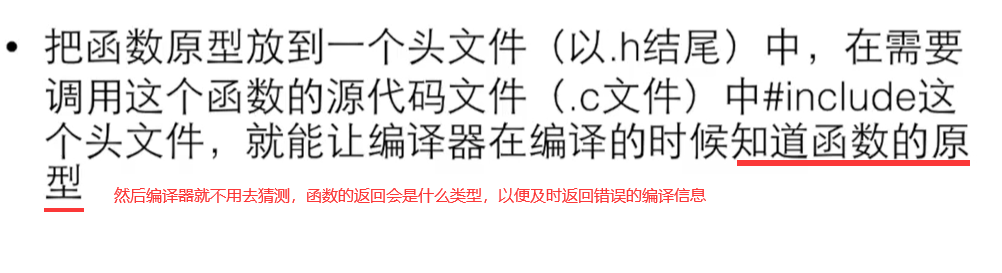 • 把函数原型放到一个头文件（以.h结尾）中，在需要
调用这个函数的源代码文件（.c文件）中#include这
个头文件，就能让编译器在编译的时候知道函数的原
型
然后编译器就不用去猜测，函数的返回会是什么类型，以便及时返回错误的编译信息